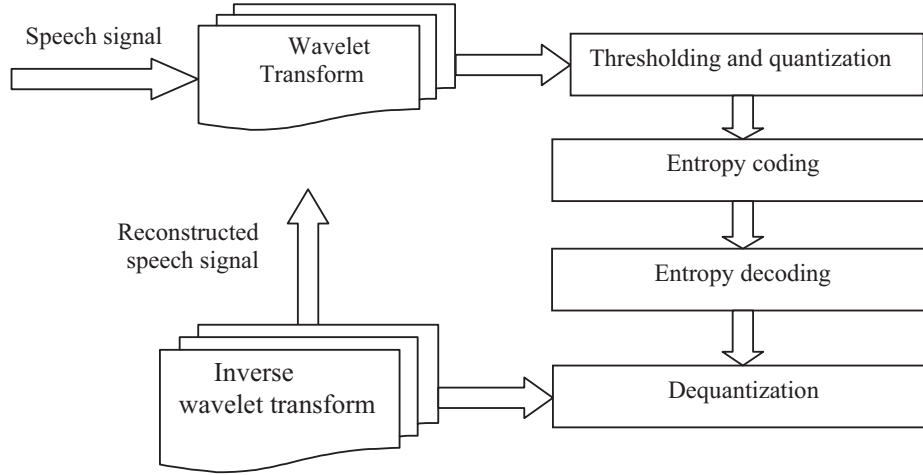 Speech signal
Wavelet
Transform
Thresholding and quantization
Entropy coding
Entropy decoding
Dequantization
Reconstructed
speech signal
Inverse
wavelet transform